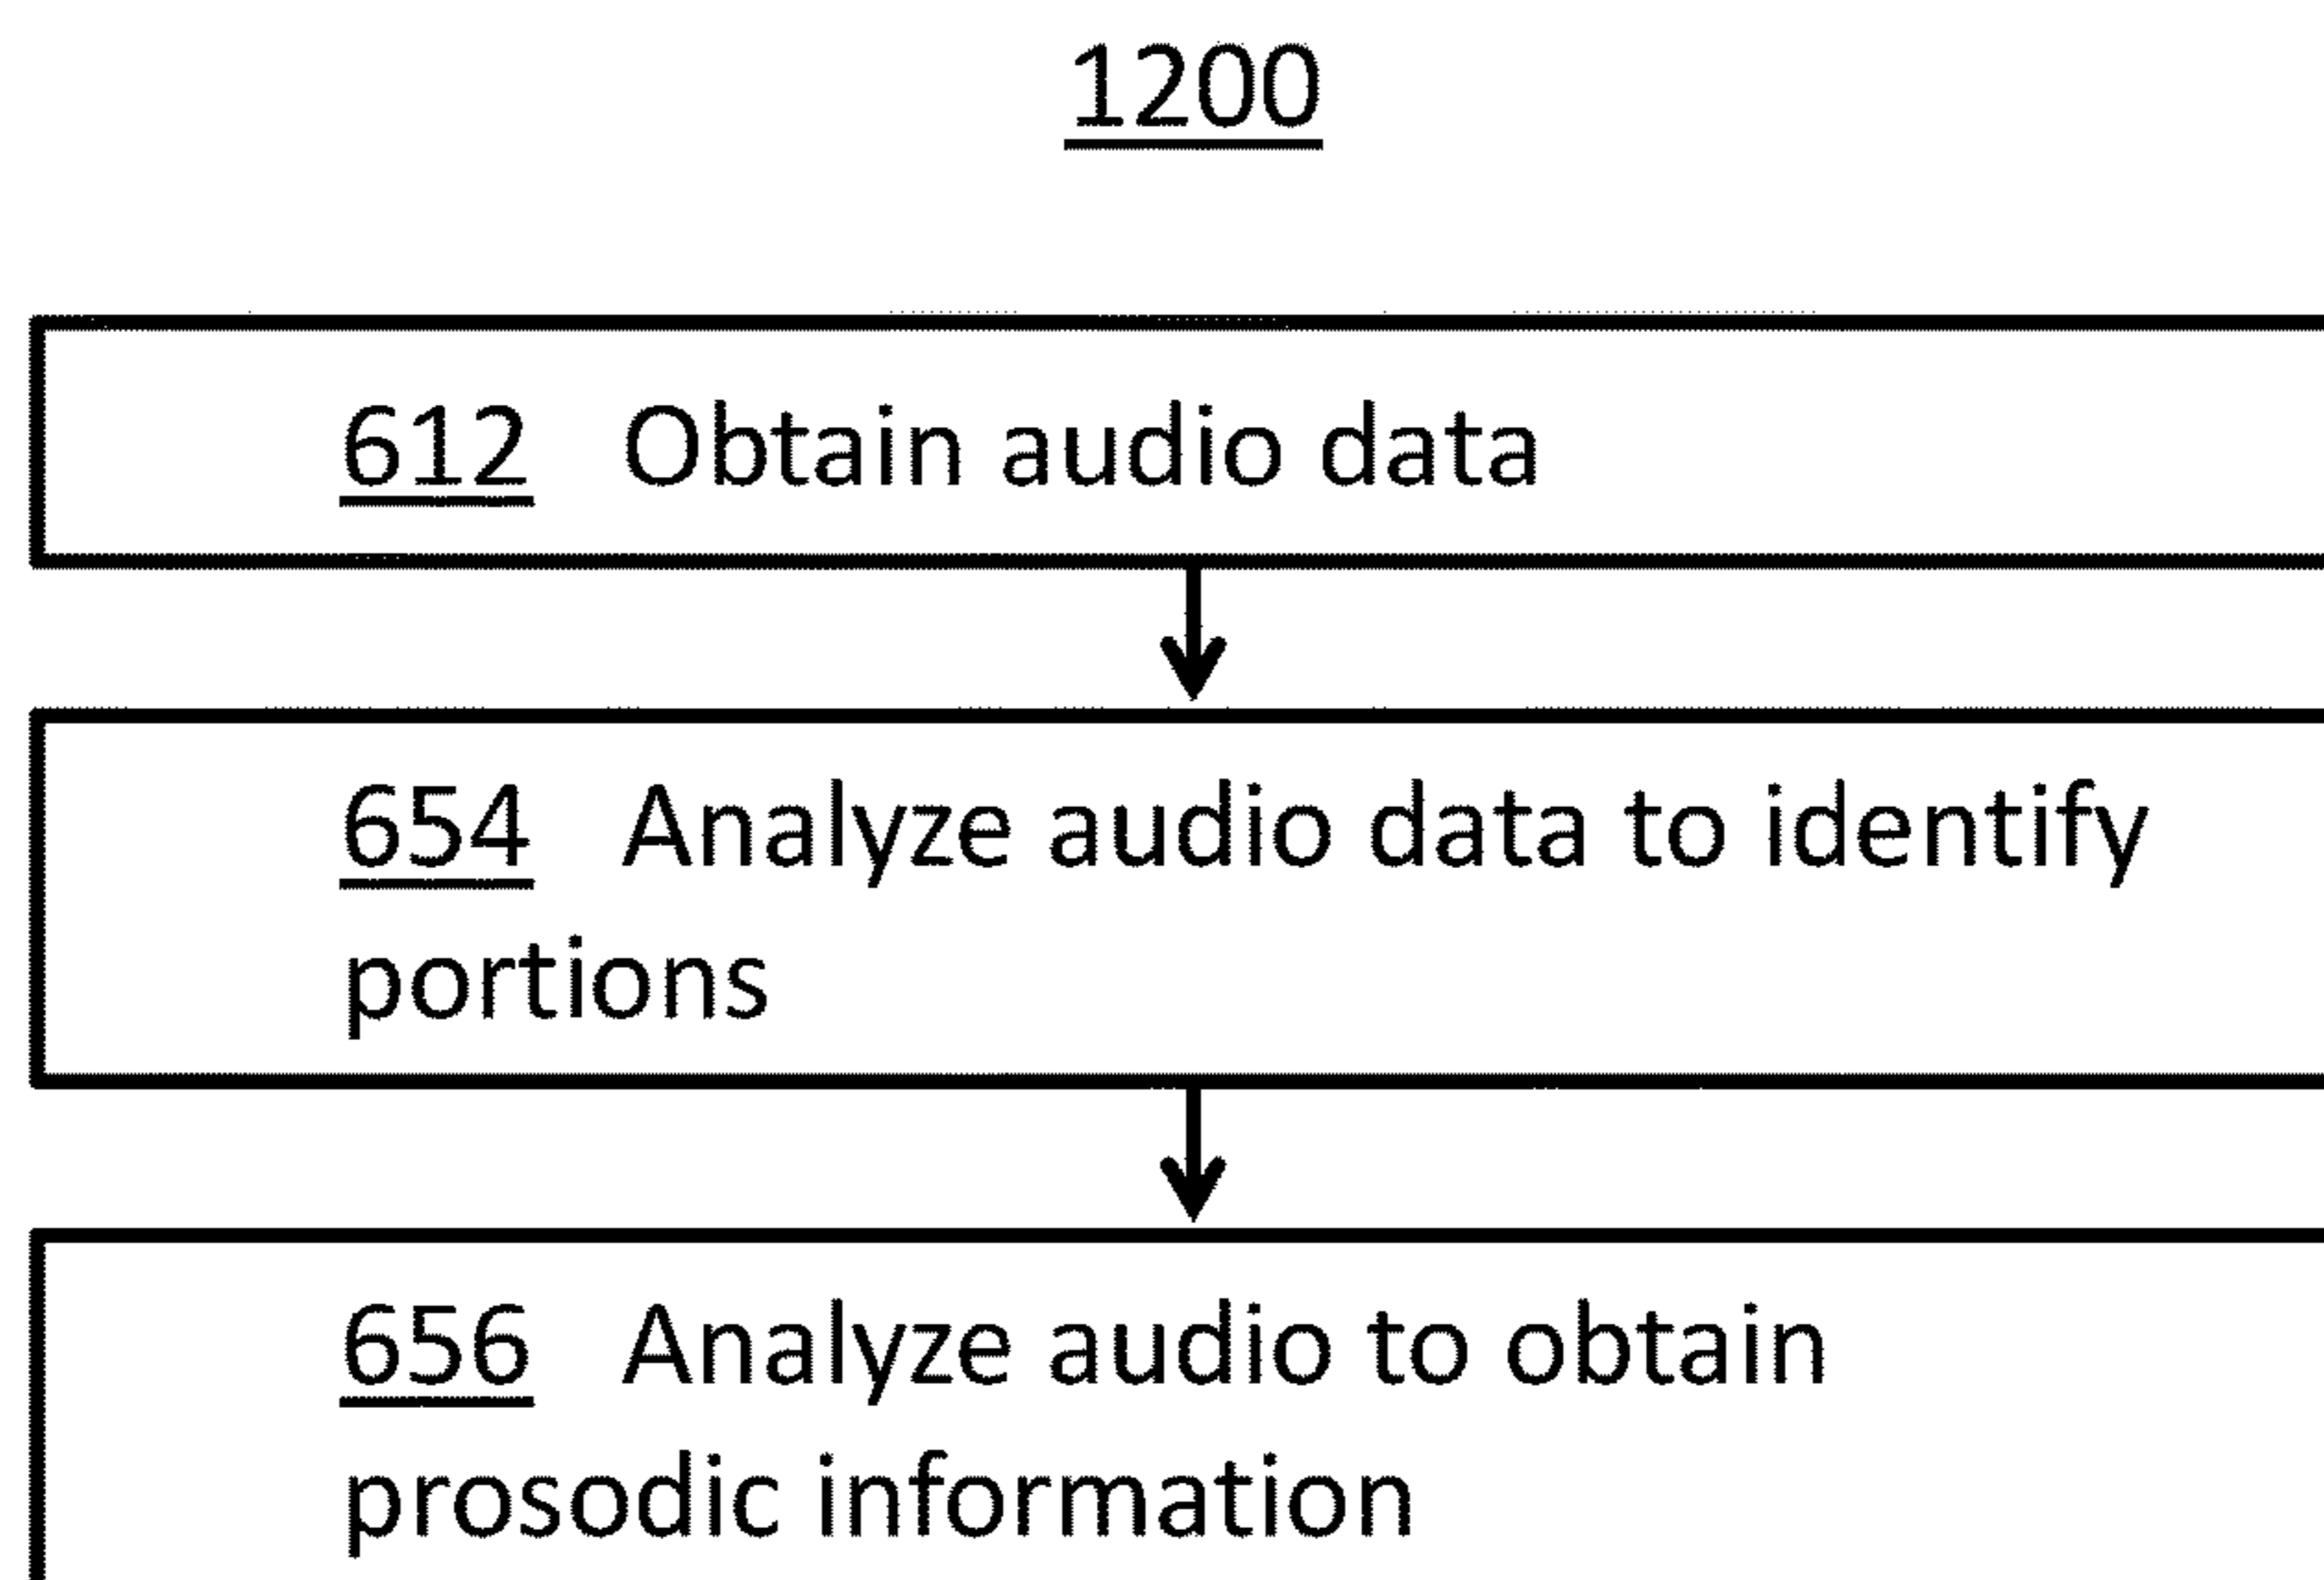 1200
612 Obtain audio data
654 Analyze audio data to identify
portions
656 Analyze audio to obtain
prosodic information